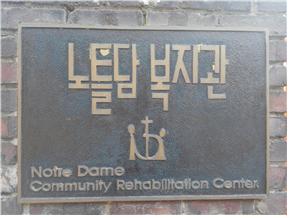 노틀담 복지관
Notre Dame
Community Rehabilitation Center